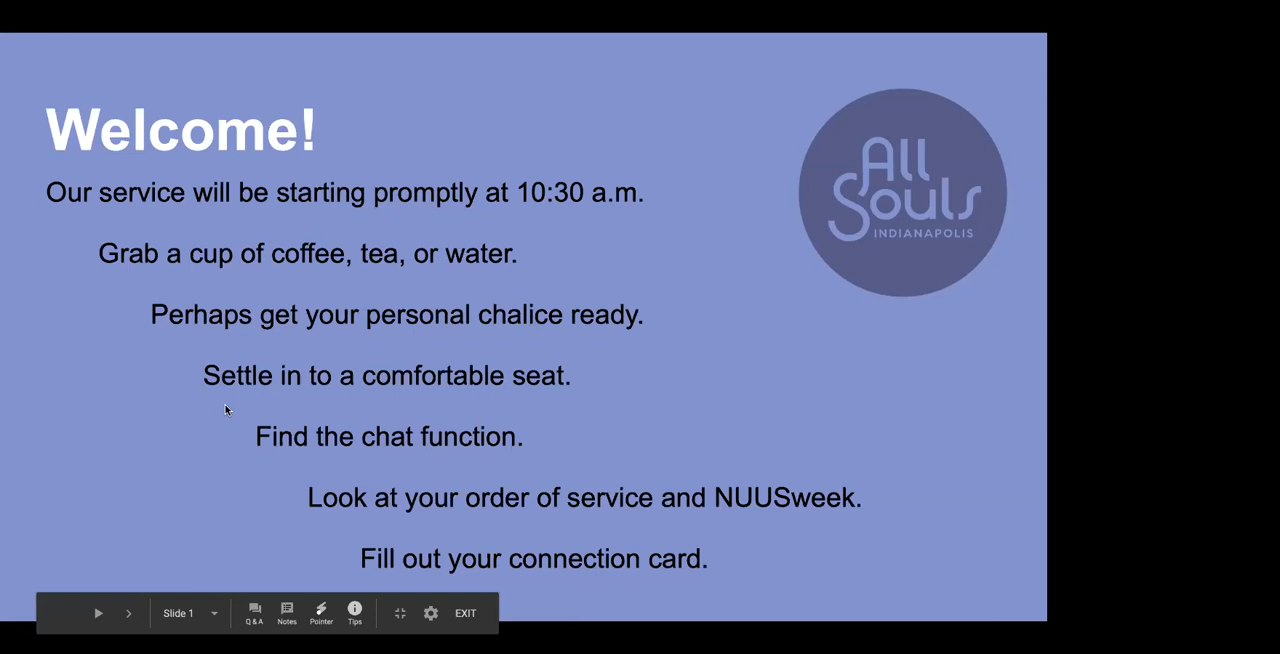 Welcome!
Our service will be starting promptly at 10:30 a.m.
Grab a cup of coffee, tea, or water.
Perhaps get your personal chalice ready.
Settle in to a comfortable seat.
Find the chat function.
Look at your order of service and NUUSweek.
Fill out your connection card.
All
Souls
INDIANAPOLIS
Slide 1
Q & A
Notes
Pointer
Tips
EXIT